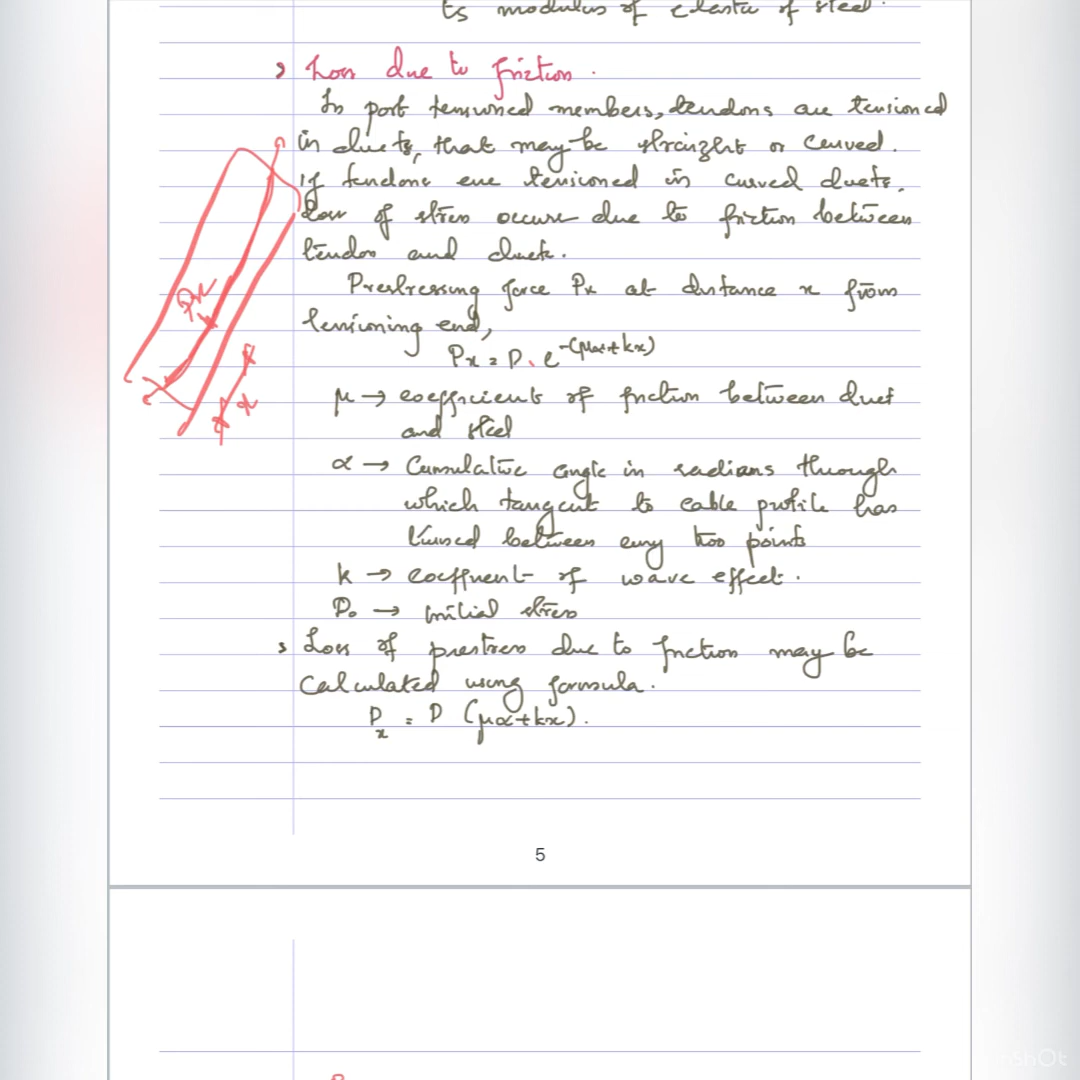 Es modulus of elastic of steel.
> Loss due to friction.
In post tensioned members, tendons are tensioned
in ducts, that may be straight or curved.
If tendons are tensioned in curved ducts,
loss of stress occurs due to friction between
tendon and duct.
Prestressing force Px at distance x from
tensioning end,
Px = P. e-(μα+kx)
μ → coefficient of friction between duct
and steel
α → Cumulative angle in radians through
which tangent to cable profile has
turned between any two points
k → coefficient of wave effect.
P₀ → initial stress
> Loss of prestress due to friction may be
calculated using formula.
Px = P (μα+kx).
Px
x
5